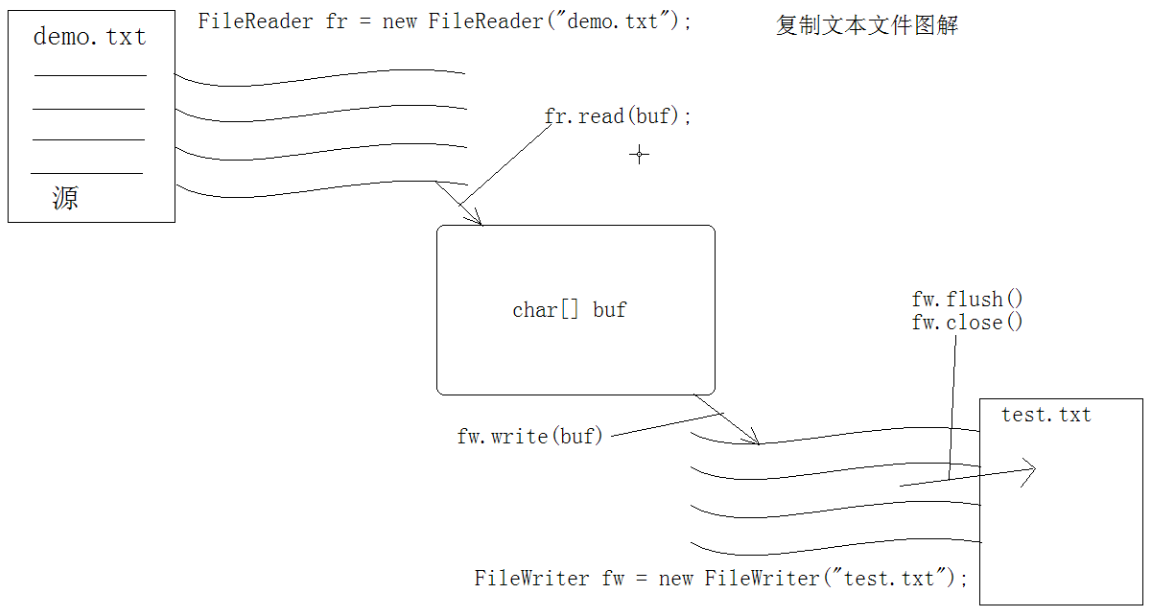 demo.txt
FileReader fr = new FileReader("demo.txt");
复制文本文件图解
fr.read(buf);
源
char[] buf
fw.flush()
fw.close()
test.txt
fw.write(buf)
FileWriter fw = new FileWriter("test.txt");